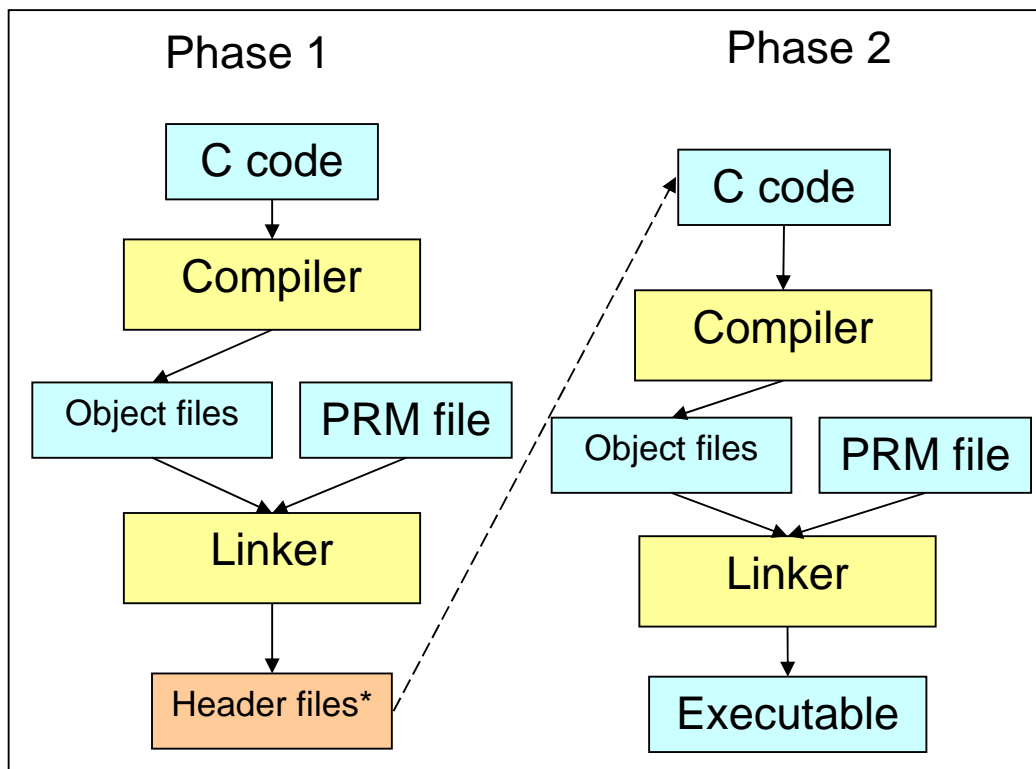 Phase 1
C code
Compiler
Object files
PRM file
Linker
Header files*
Phase 2
C code
Compiler
Object files
PRM file
Linker
Executable